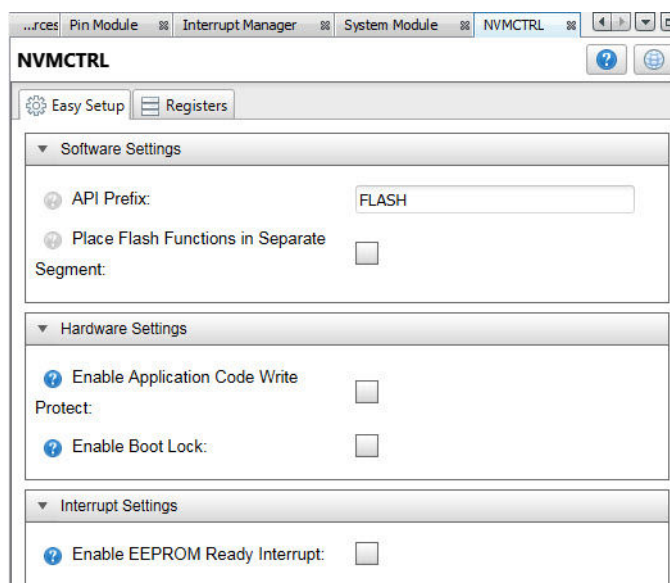 ...rces Pin Module Interrupt Manager System Module NVMCTRL
NVMCTRL
Easy Setup Registers
Software Settings
API Prefix: FLASH
Place Flash Functions in Separate
Segment:
Hardware Settings
Enable Application Code Write
Protect:
Enable Boot Lock:
Interrupt Settings
Enable EEPROM Ready Interrupt: